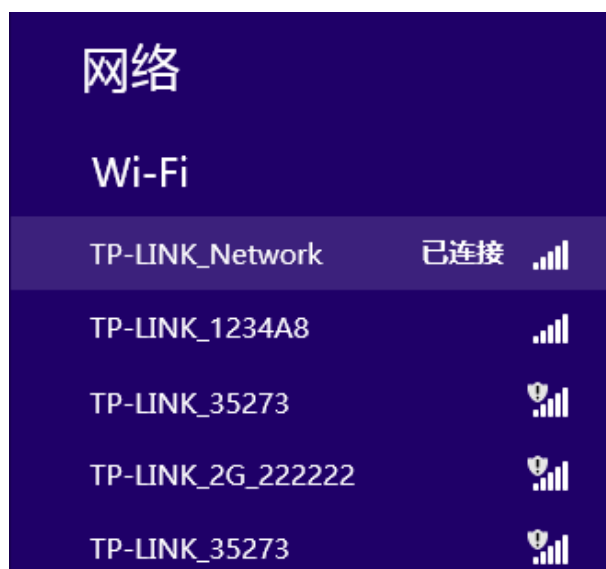 网络
Wi-Fi
TP-LINK_Network 已连接
TP-LINK_1234A8
TP-LINK_35273
TP-LINK_2G_222222
TP-LINK_35273